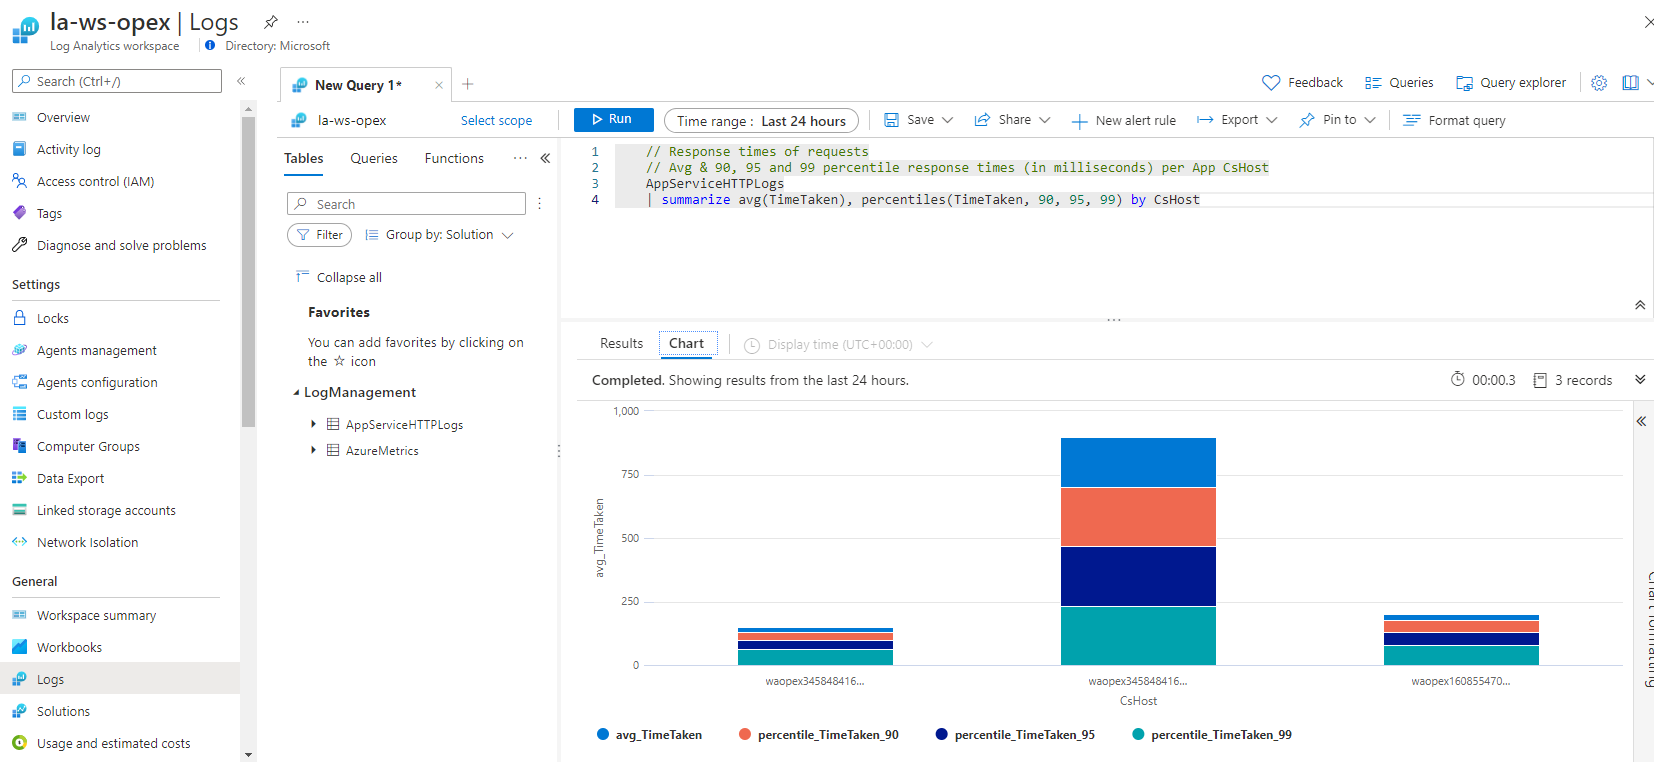 la-ws-opex | Logs
Log Analytics workspace
Directory: Microsoft
Search (Ctrl+/)
Overview
Activity log
Access control (IAM)
Tags
Diagnose and solve problems
Settings
Locks
Agents management
Agents configuration
Custom logs
Computer Groups
Data Export
Linked storage accounts
Network Isolation
General
Workspace summary
Workbooks
Logs
Solutions
Usage and estimated costs
New Query 1*
Feedback
Queries
Query explorer
la-ws-opex
Select scope
Run
Time range : Last 24 hours
Save
Share
New alert rule
Export
Pin to
Format query
Tables
Queries
Functions
Search
Filter
Group by: Solution
Collapse all
Favorites
You can add favorites by clicking on
the ☆ icon
LogManagement
AppServiceHTTPLogs
AzureMetrics
1 // Response times of requests
2 // Avg & 90, 95 and 99 percentile response times (in milliseconds) per App CsHost
3 AppServiceHTTPLogs
4 | summarize avg(TimeTaken), percentiles(TimeTaken, 90, 95, 99) by CsHost
Results
Chart
Display time (UTC+00:00)
Completed. Showing results from the last 24 hours.
00:00.3
3 records
1,000
750
500
250
0
avg_TimeTaken
waopex345848416...
waopex345848416...
waopex160855470...
CsHost
avg_TimeTaken
percentile_TimeTaken_90
percentile_TimeTaken_95
percentile_TimeTaken_99
Chart formatting